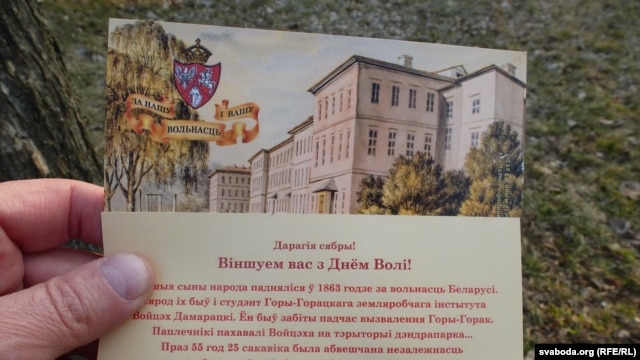 ЗА НАШУ
І ВАШУ
ВОЛЬНАСЦЬ
Дарагія сябры!
Віншуем вас з Днём Волі!
сыны народа падняліся ў 1863 годзе за вольнасць Беларусі.
іх быў і студэнт Горы-Горацкага земляробчага інстытута
Войцэх Дамарацкі. Ён быў забіты падчас вызвалення Горы-Горак.
Паплечнікі пахавалі Войцэха на тэрыторыі дэндрапарка...
Праз 55 год 25 сакавіка была абвешчана незалежнасць
svaboda.org (RFE/RL)